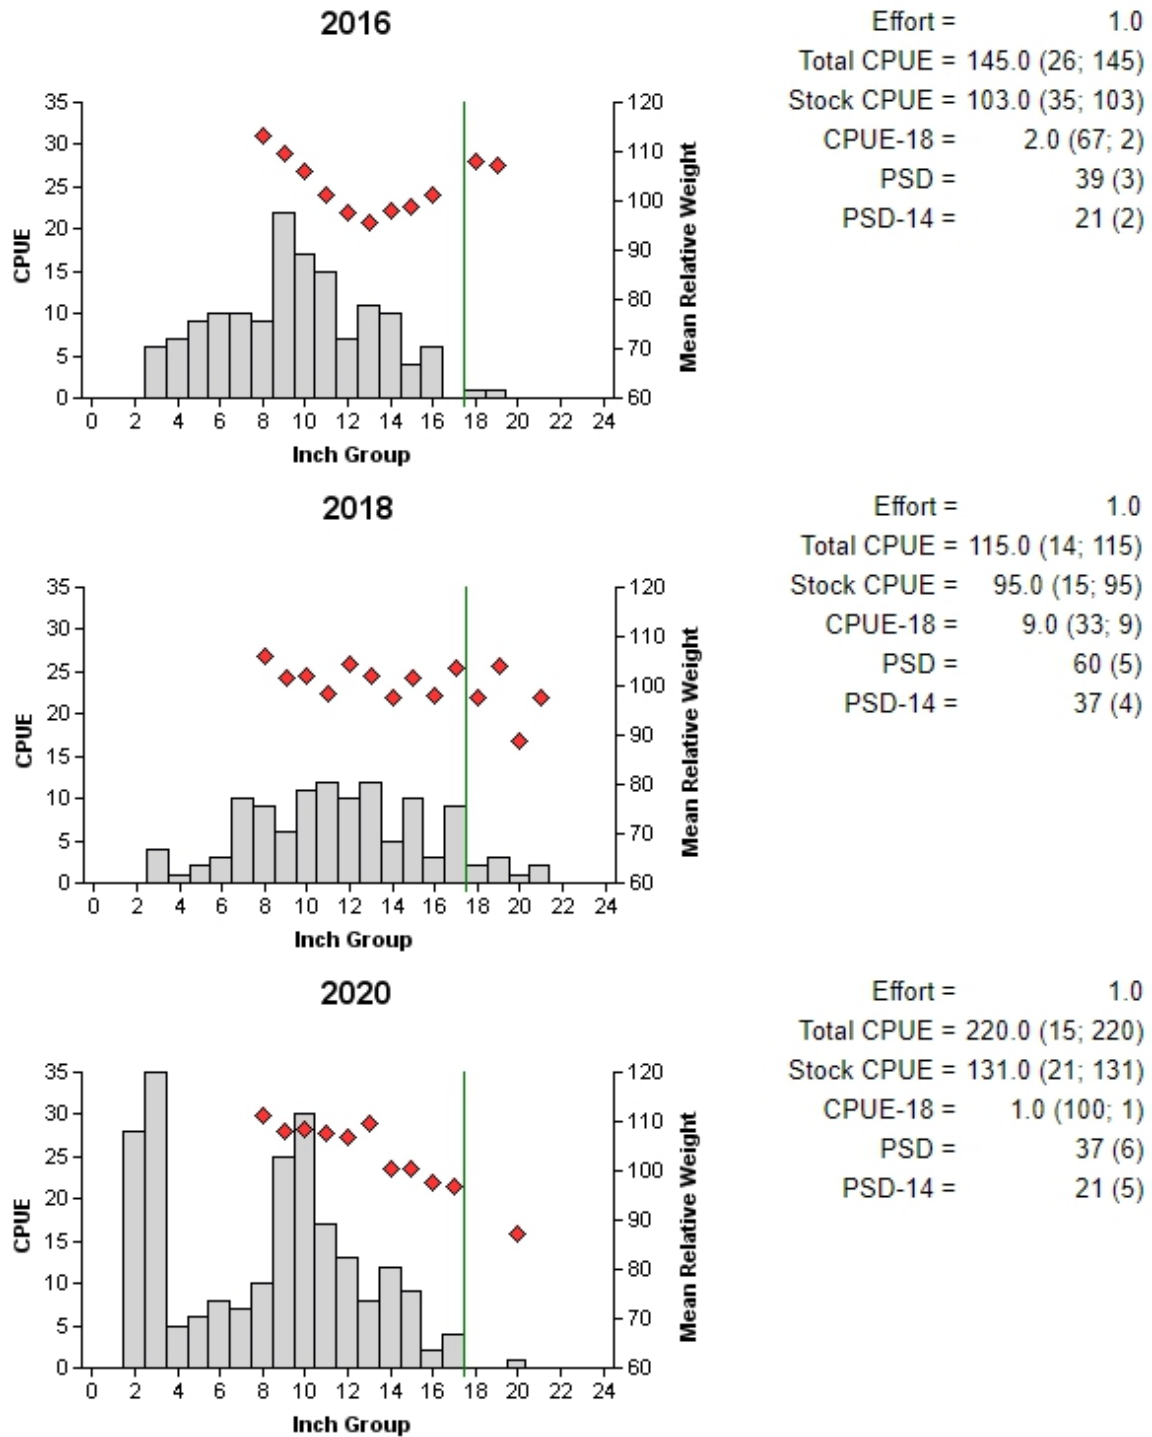 2016
Effort = 1.0
Total CPUE = 145.0 (26; 145)
Stock CPUE = 103.0 (35; 103)
CPUE-18 = 2.0 (67; 2)
PSD = 39 (3)
PSD-14 = 21 (2)
35
30
25
20
15
10
5
0
CPUE
120
110
100
90
80
70
60
Mean Relative Weight
0 2 4 6 8 10 12 14 16 18 20 22 24
Inch Group
2018
Effort = 1.0
Total CPUE = 115.0 (14; 115)
Stock CPUE = 95.0 (15; 95)
CPUE-18 = 9.0 (33; 9)
PSD = 60 (5)
PSD-14 = 37 (4)
35
30
25
20
15
10
5
0
CPUE
120
110
100
90
80
70
60
Mean Relative Weight
0 2 4 6 8 10 12 14 16 18 20 22 24
Inch Group
2020
Effort = 1.0
Total CPUE = 220.0 (15; 220)
Stock CPUE = 131.0 (21; 131)
CPUE-18 = 1.0 (100; 1)
PSD = 37 (6)
PSD-14 = 21 (5)
35
30
25
20
15
10
5
0
CPUE
120
110
100
90
80
70
60
Mean Relative Weight
0 2 4 6 8 10 12 14 16 18 20 22 24
Inch Group